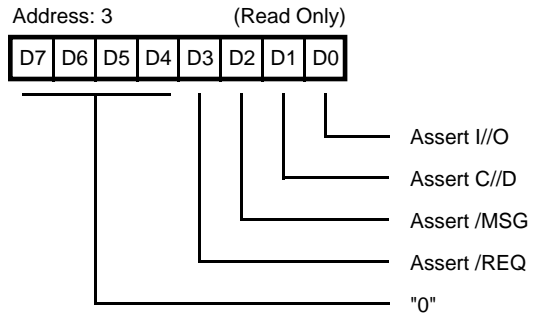 Address: 3 (Read Only)
D7 D6 D5 D4 D3 D2 D1 D0
Assert I//O
Assert C//D
Assert /MSG
Assert /REQ
"0"